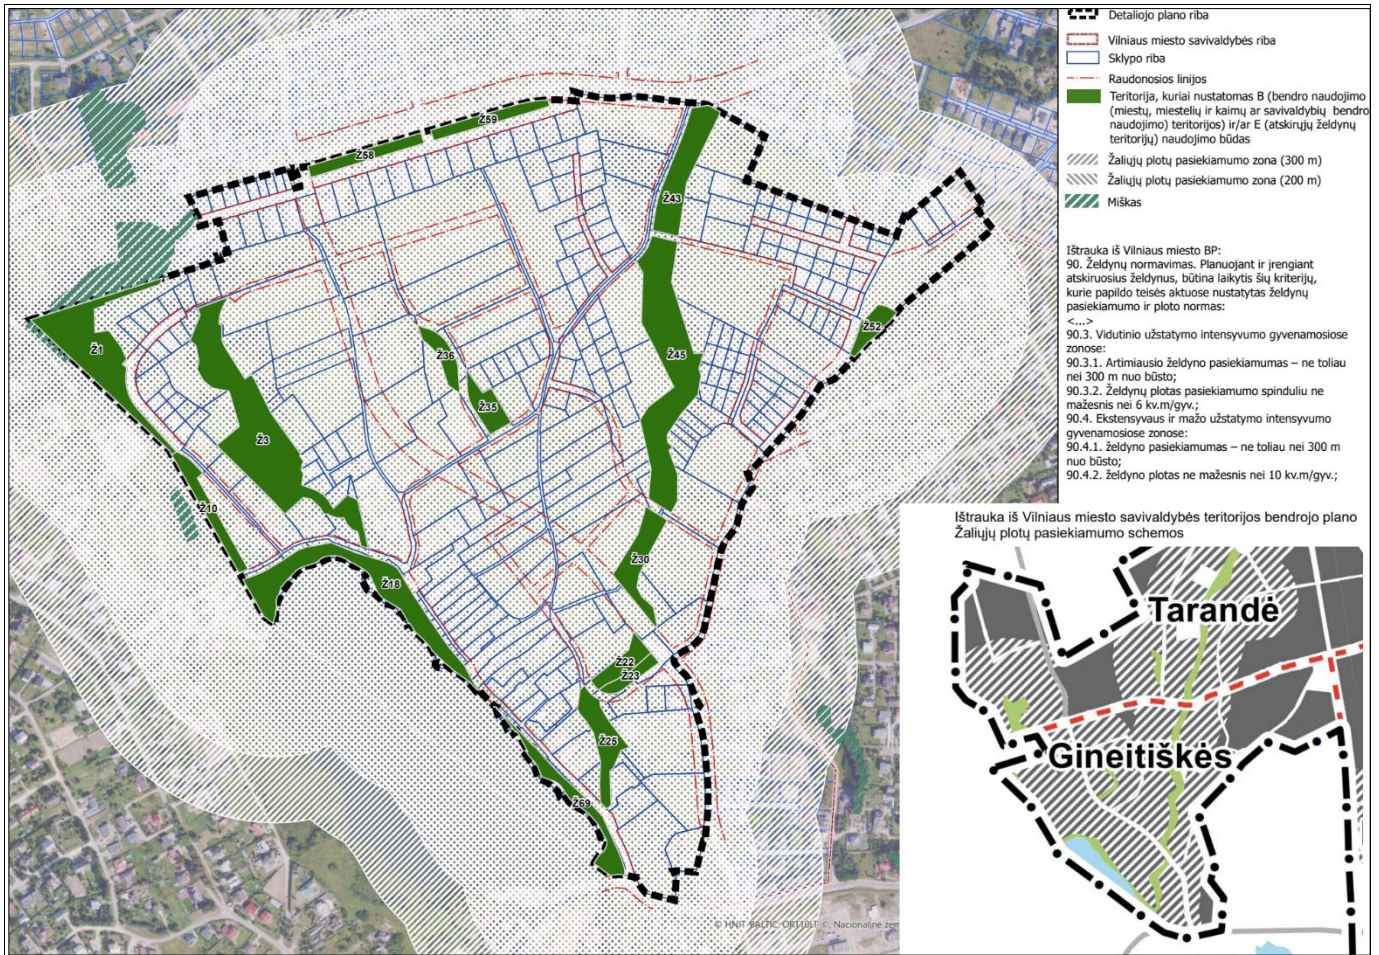 Detaliojo plano riba
Vilniaus miesto savivaldybės riba
Sklypo riba
Raudonosios linijos
Teritorija, kuriai nustatomas B (bendro naudojimo
(miestų, miestelių ir kaimų ar savivaldybių bendro
naudojimo) teritorijos) ir/ar E (atskirųjų želdynų
teritorijų) naudojimo būdas
Žaliųjų plotų pasiekiamumo zona (300 m)
Žaliųjų plotų pasiekiamumo zona (200 m)
Miškas
Ištrauka iš Vilniaus miesto BP:
90. Želdynų normavimas. Planuojant ir įrengiant
atskiruosius želdynus, būtina laikytis šių kriterijų,
kurie papildo teisės aktuose nustatytas želdynų
pasiekiamumo ir ploto normas:
<...>
90.3. Vidutinio užstatymo intensyvumo gyvenamosiose
zonose:
90.3.1. Artimiausio želdyno pasiekiamumas – ne toliau
nei 300 m nuo būsto;
90.3.2. Želdynų plotas pasiekiamumo spinduliu ne
mažesnis nei 6 kv.m/gyv.;
90.4. Ekstensyvaus ir mažo užstatymo intensyvumo
gyvenamosiose zonose:
90.4.1. želdyno pasiekiamumas – ne toliau nei 300 m
nuo būsto;
90.4.2. želdyno plotas ne mažesnis nei 10 kv.m/gyv.;
Ištrauka iš Vilniaus miesto savivaldybės teritorijos bendrojo plano
Žaliųjų plotų pasiekiamumo schemos
Tarandė
Gineitiškės
Ž59
Ž58
Ž43
Ž52
Ž1
Ž36
Ž45
Ž35
Ž3
Ž10
Ž30
Ž18
Ž22
Ž23
Ž25
Ž69
© HNIT-BALTIC, ORT10LT ©, Nacionalinė žem